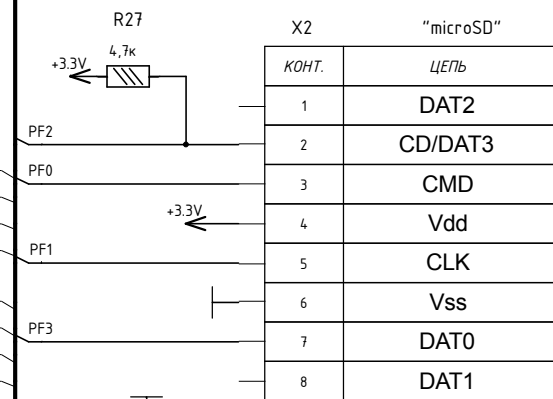 R27 X2 "microSD"
4,7к
+3.3V КОНТ. ЦЕПЬ
1 DAT2
PF2 2 CD/DAT3
PF0 3 CMD
+3.3V 4 Vdd
PF1 5 CLK
6 Vss
PF3 7 DAT0
8 DAT1